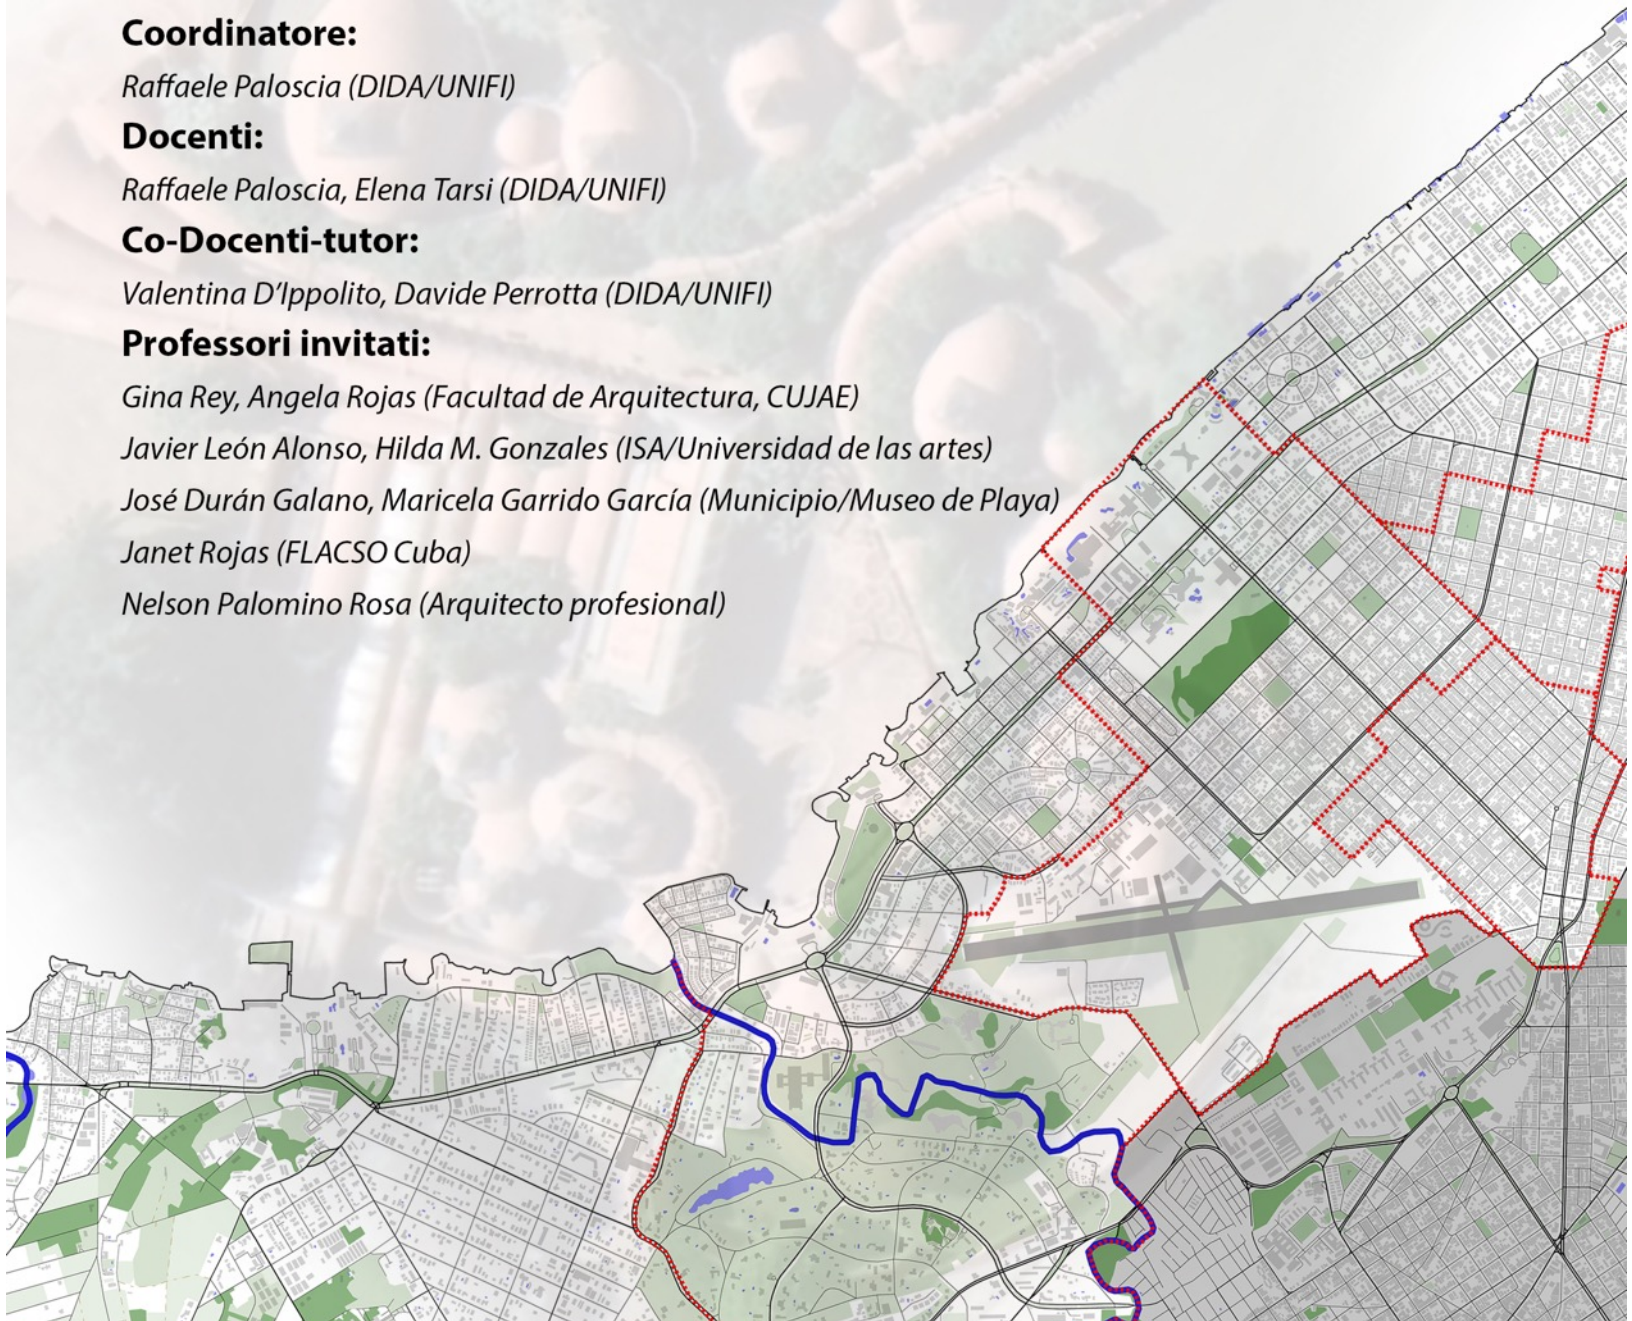 Coordinatore:
Raffaele Paloscia (DIDA/UNIFI)
Docenti:
Raffaele Paloscia, Elena Tarsi (DIDA/UNIFI)
Co-Docenti-tutor:
Valentina D'Ippolito, Davide Perrotta (DIDA/UNIFI)
Professori invitati:
Gina Rey, Angela Rojas (Facultad de Arquitectura, CUJAE)
Javier León Alonso, Hilda M. Gonzales (ISA/Universidad de las artes)
José Durán Galano, Maricela Garrido García (Municipio/Museo de Playa)
Janet Rojas (FLACSO Cuba)
Nelson Palomino Rosa (Arquitecto profesional)